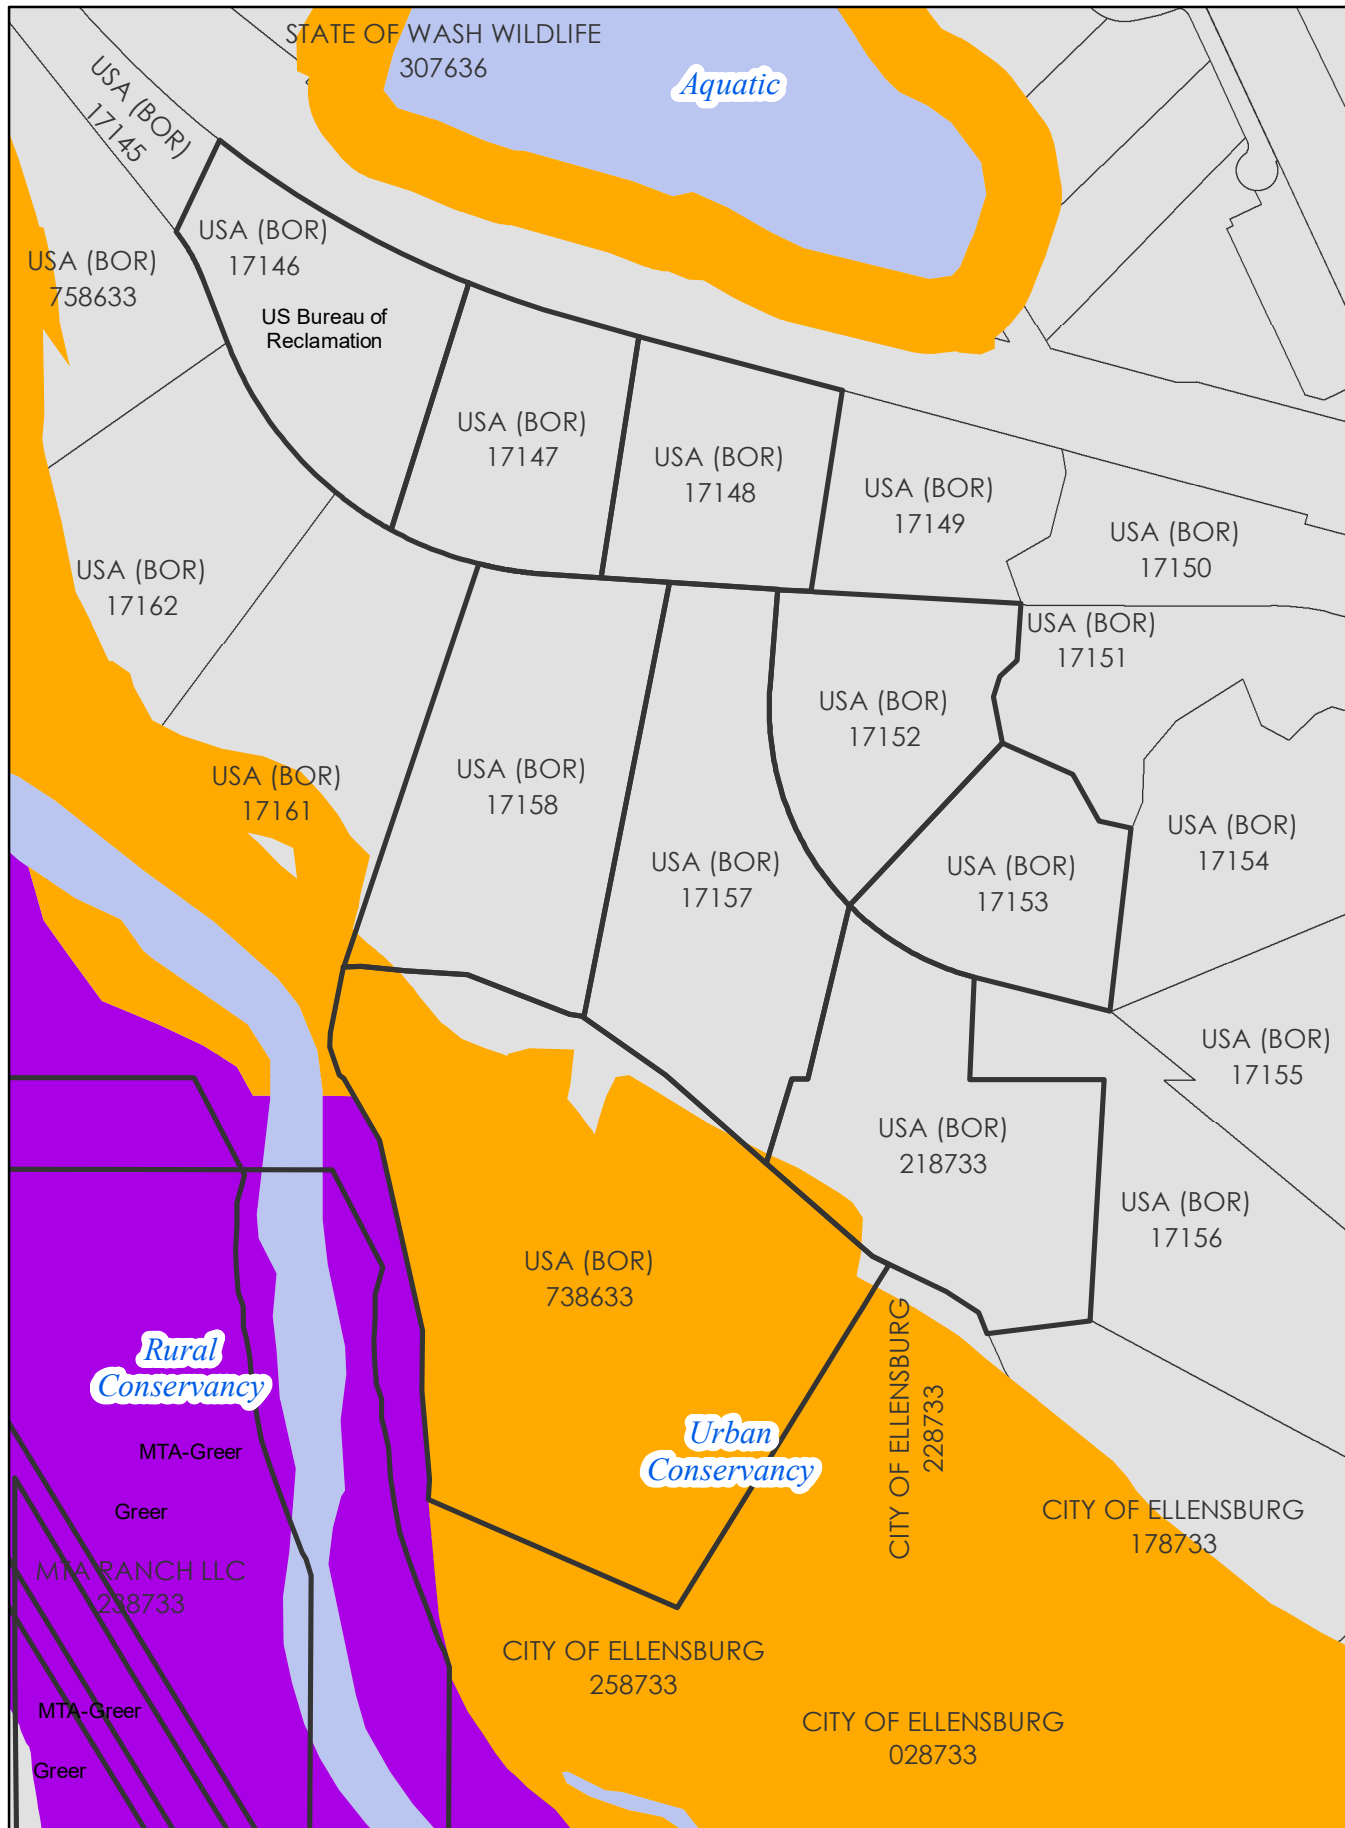 STATE OF WASH WILDLIFE
307636
Aquatic
USA (BOR)
17145
USA (BOR)
17146
USA (BOR)
758633
US Bureau of
Reclamation
USA (BOR)
17147
USA (BOR)
17148
USA (BOR)
17149
USA (BOR)
17150
USA (BOR)
17162
USA (BOR)
17151
USA (BOR)
17152
USA (BOR)
17161
USA (BOR)
17158
USA (BOR)
17157
USA (BOR)
17153
USA (BOR)
17154
USA (BOR)
17155
USA (BOR)
218733
USA (BOR)
17156
USA (BOR)
738633
Rural
Conservancy
Urban
Conservancy
CITY OF ELLENSBURG
228733
MTA-Greer
Greer
CITY OF ELLENSBURG
178733
MTA RANCH LLC
238733
CITY OF ELLENSBURG
258733
MTA-Greer
CITY OF ELLENSBURG
028733
Greer